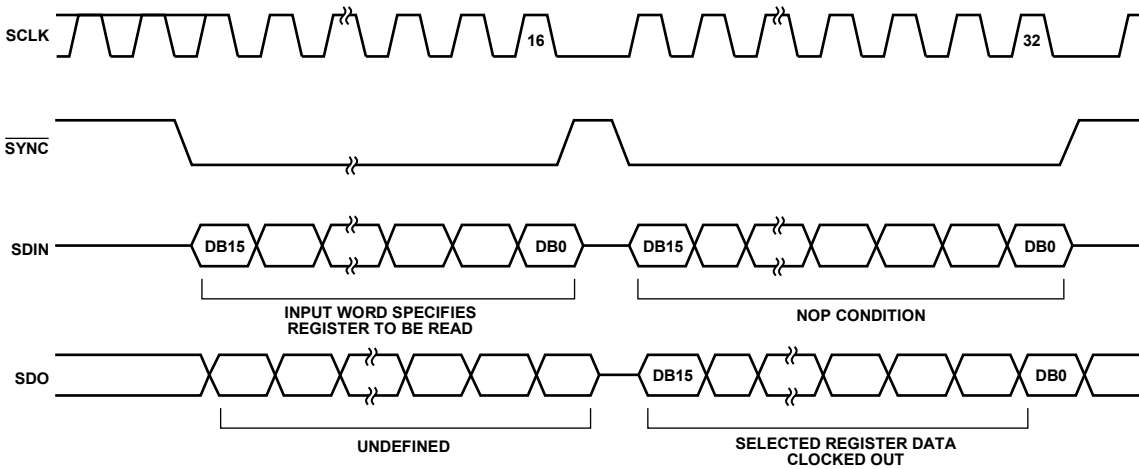 SCLK
16
32
SYNC
SDIN
DB15
DB0
DB15
DB0
INPUT WORD SPECIFIES
REGISTER TO BE READ
NOP CONDITION
SDO
DB15
DB0
UNDEFINED
SELECTED REGISTER DATA
CLOCKED OUT